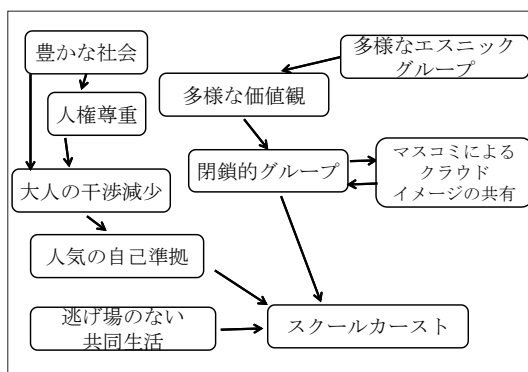 豊かな社会
多様なエスニック
グループ
人権尊重
多様な価値観
大人の干渉減少
閉鎖的グループ
マスコミによる
クラウド
イメージの共有
人気の自己準拠
逃げ場のない
共同生活
スクールカースト